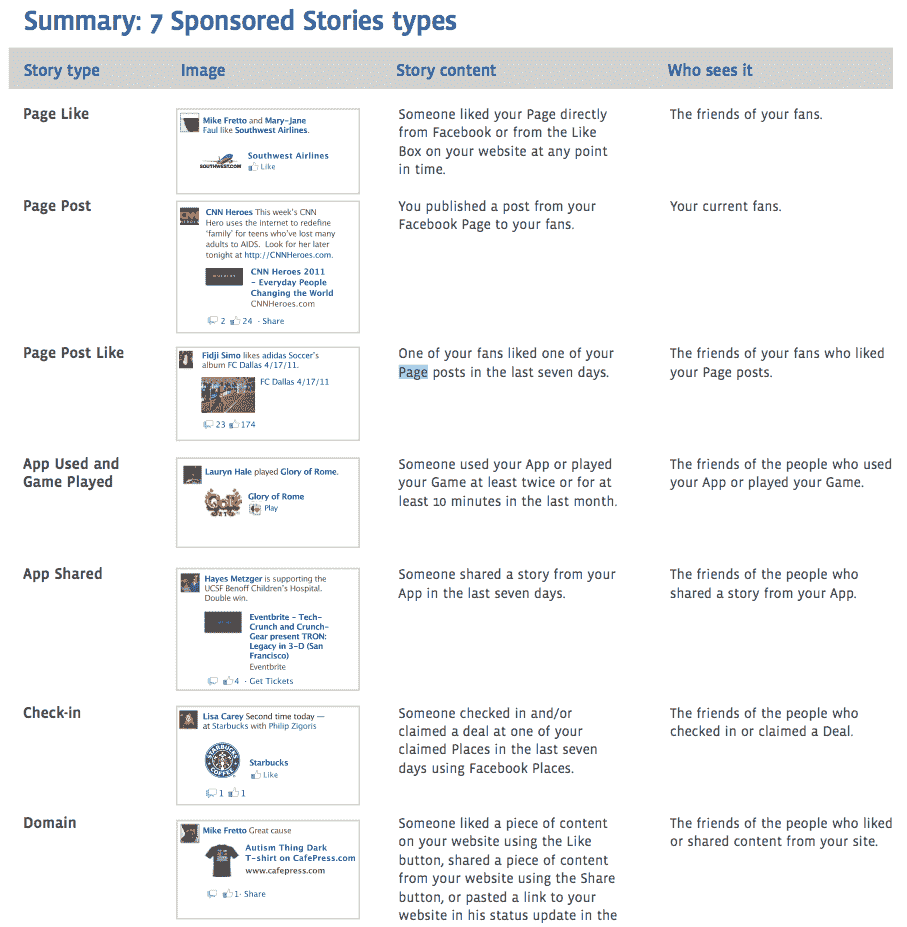 Summary: 7 Sponsored Stories types
Story type
Image
Story content
Who sees it
Page Like
Mike Fretto and Mary-Jane
Faul like Southwest Airlines.
SOUTHWEST.COM
Southwest Airlines
Like
Someone liked your Page directly
from Facebook or from the Like
Box on your website at any point
in time.
The friends of your fans.
Page Post
CNN Heroes This week's CNN
Hero uses the internet to redefine
'family' for teens who've lost many
adults to AIDS. Look for her later
tonight at http://CNNHeroes.com.
CNN Heroes 2011
– Everyday People
Changing the World
CNNHeroes.com
2 24 · Share
You published a post from your
Facebook Page to your fans.
Your current fans.
Page Post Like
Fidji Simo likes adidas Soccer's
album FC Dallas 4/17/11.
FC Dallas 4/17/11
23 174
One of your fans liked one of your
Page posts in the last seven days.
The friends of your fans who liked
your Page posts.
App Used and
Game Played
Lauryn Hale played Glory of Rome.
Glory of Rome
Play
Someone used your App or played
your Game at least twice or for at
least 10 minutes in the last month.
The friends of the people who used
your App or played your Game.
App Shared
Hayes Metzger is supporting the
UCSF Benoff Children's Hospital.
Double win.
Eventbrite – Tech-
Crunch and Crunch-
Gear present TRON:
Legacy in 3-D (San
Francisco)
Eventbrite
4 · Get Tickets
Someone shared a story from your
App in the last seven days.
The friends of the people who
shared a story from your App.
Check-in
Lisa Carey Second time today —
at Starbucks with Philip Zigoris
STARBUCKS
COFFEE
Starbucks
Like
1 1
Someone checked in and/or
claimed a deal at one of your
claimed Places in the last seven
days using Facebook Places.
The friends of the people who
checked in or claimed a Deal.
Domain
Mike Fretto Great cause
Autism Thing Dark
T-shirt on CafePress.com
www.cafepress.com
1 · Share
Someone liked a piece of content
on your website using the Like
button, shared a piece of content
from your website using the Share
button, or pasted a link to your
website in his status update in the
The friends of the people who liked
or shared content from your site.